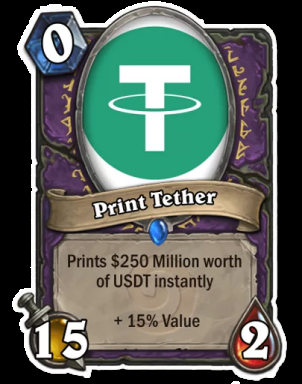 0
T
Print Tether
Prints $250 Million worth
of USDT instantly
+ 15% Value
15
2